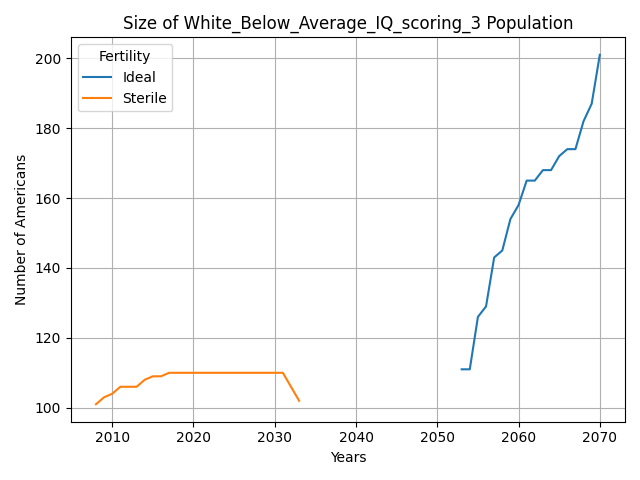 Size of White_Below_Average_IQ_scoring_3 Population
Fertility
Ideal
Sterile
Number of Americans
200
180
160
140
120
100
2010 2020 2030 2040 2050 2060 2070
Years